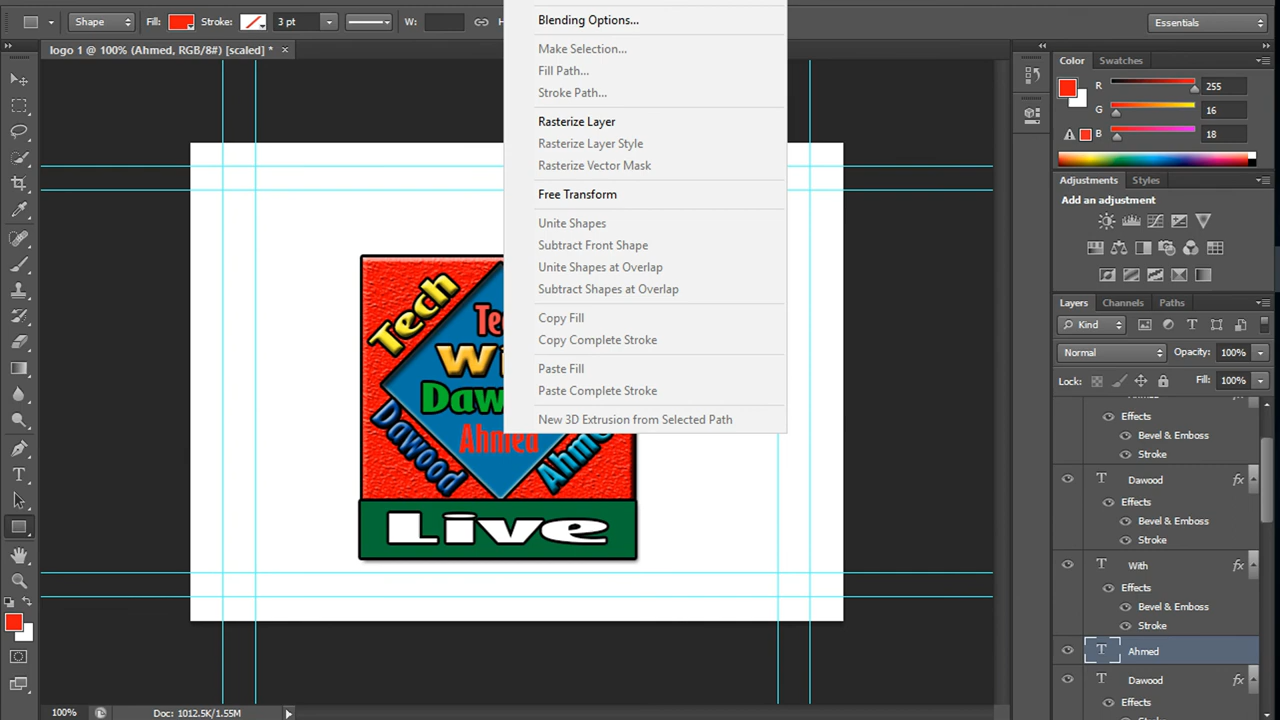 Shape
Fill:
Stroke:
3 pt
W:
H
Essentials
logo 1 @ 100% (Ahmed, RGB/8#) [scaled] *
Blending Options...
Make Selection...
Fill Path...
Stroke Path...
Rasterize Layer
Rasterize Layer Style
Rasterize Vector Mask
Free Transform
Unite Shapes
Subtract Front Shape
Unite Shapes at Overlap
Subtract Shapes at Overlap
Copy Fill
Copy Complete Stroke
Paste Fill
Paste Complete Stroke
New 3D Extrusion from Selected Path
Tech
Dawood
Ahmed
Live
Color
Swatches
R
255
G
16
B
18
Adjustments
Styles
Add an adjustment
Layers
Channels
Paths
Kind
Normal
Opacity:
100%
Lock:
Fill:
100%
Effects
Bevel & Emboss
Stroke
Dawood
fx
Effects
Bevel & Emboss
Stroke
With
fx
Effects
Bevel & Emboss
Stroke
Ahmed
Dawood
fx
Effects
100%
Doc: 1012.5K/1.55M